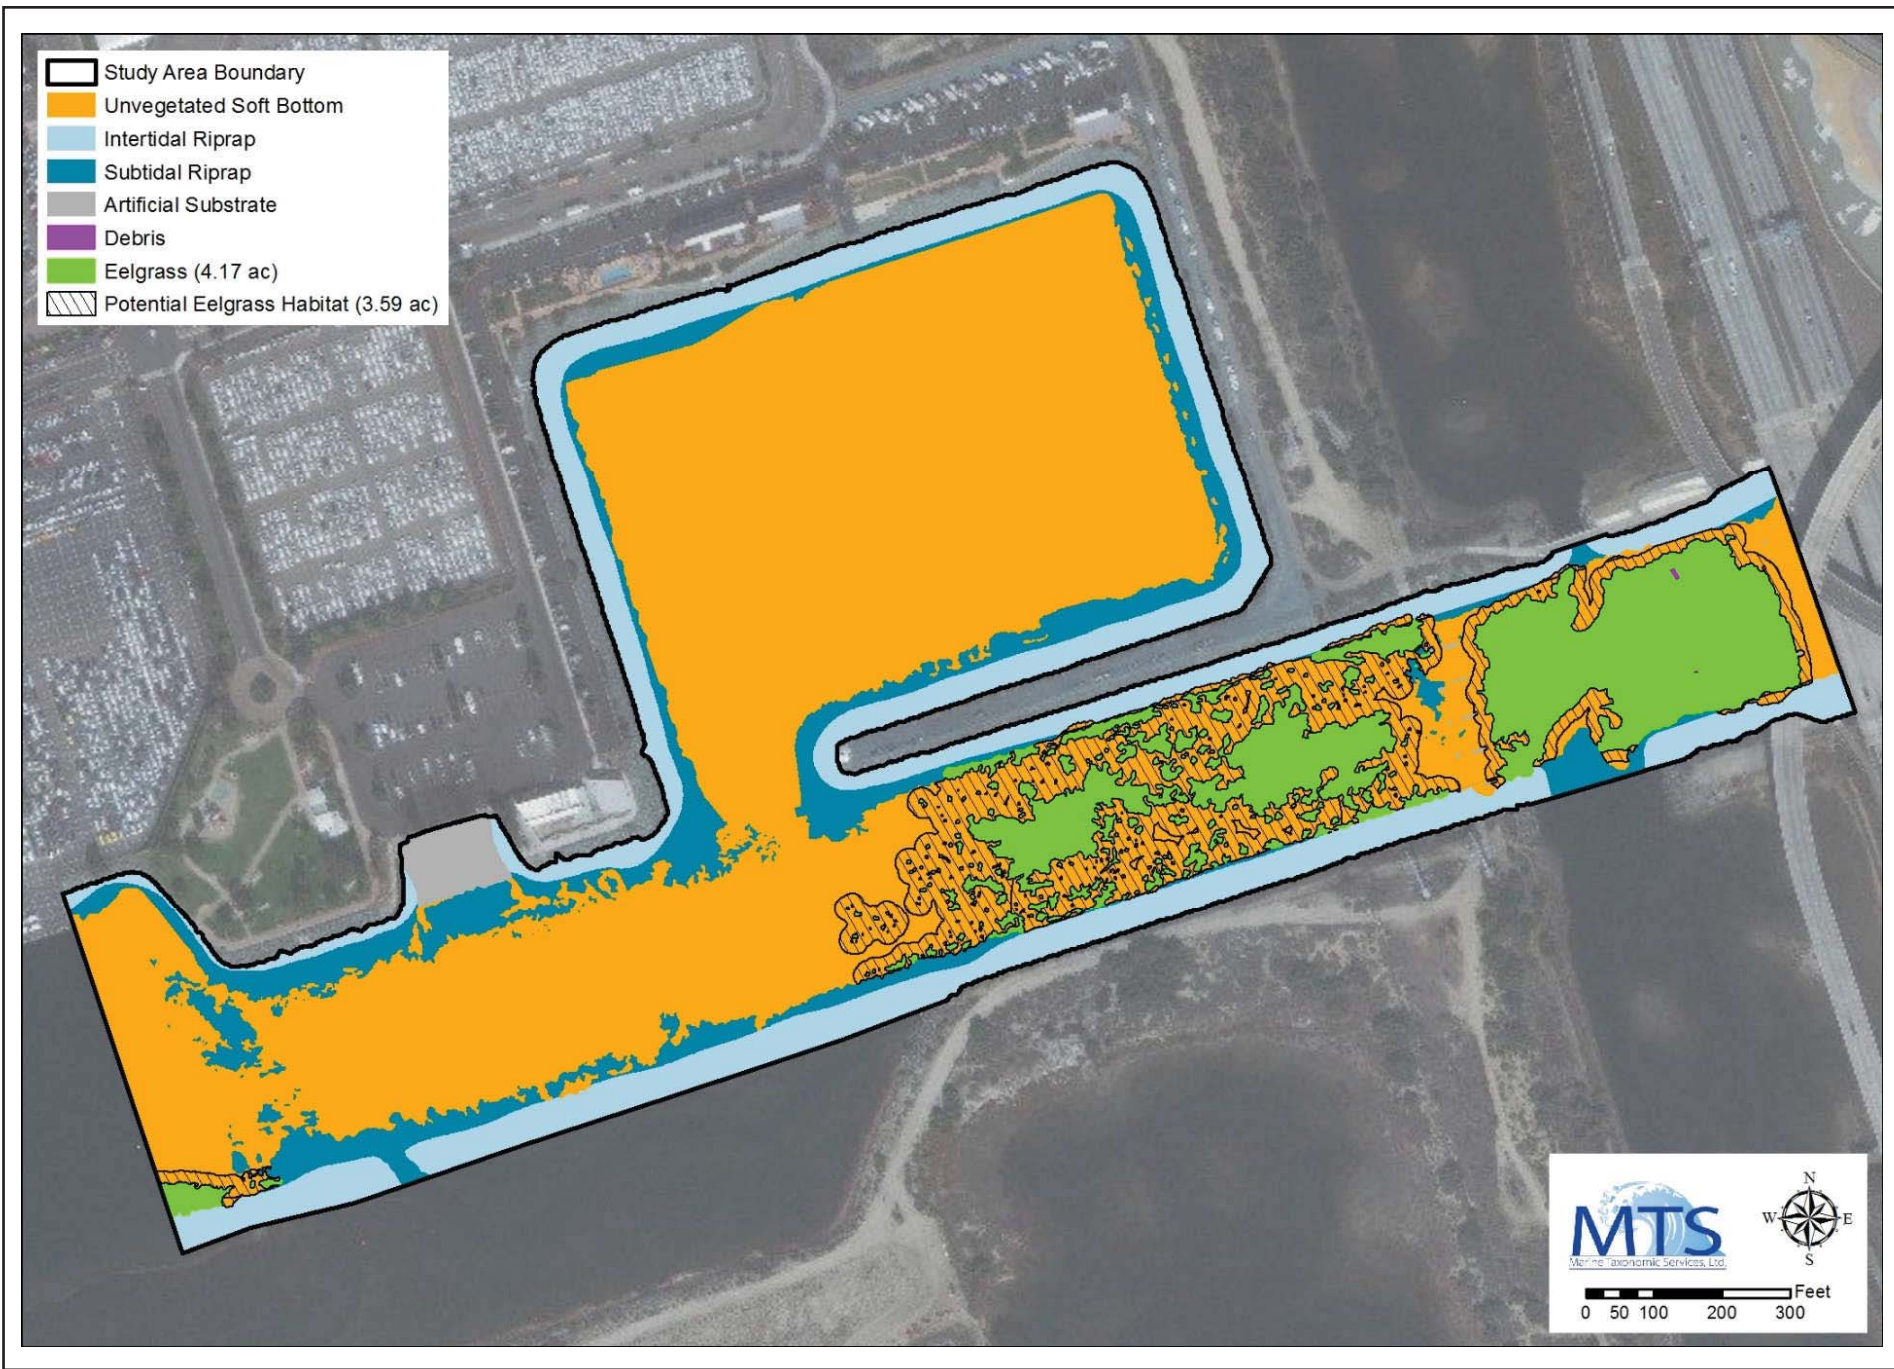 Study Area Boundary
Unvegetated Soft Bottom
Intertidal Riprap
Subtidal Riprap
Artificial Substrate
Debris
Eelgrass (4.17 ac)
Potential Eelgrass Habitat (3.59 ac)
MTS
Marine Taxonomic Services, Ltd.
N
W E
S
Feet
0 50 100 200 300